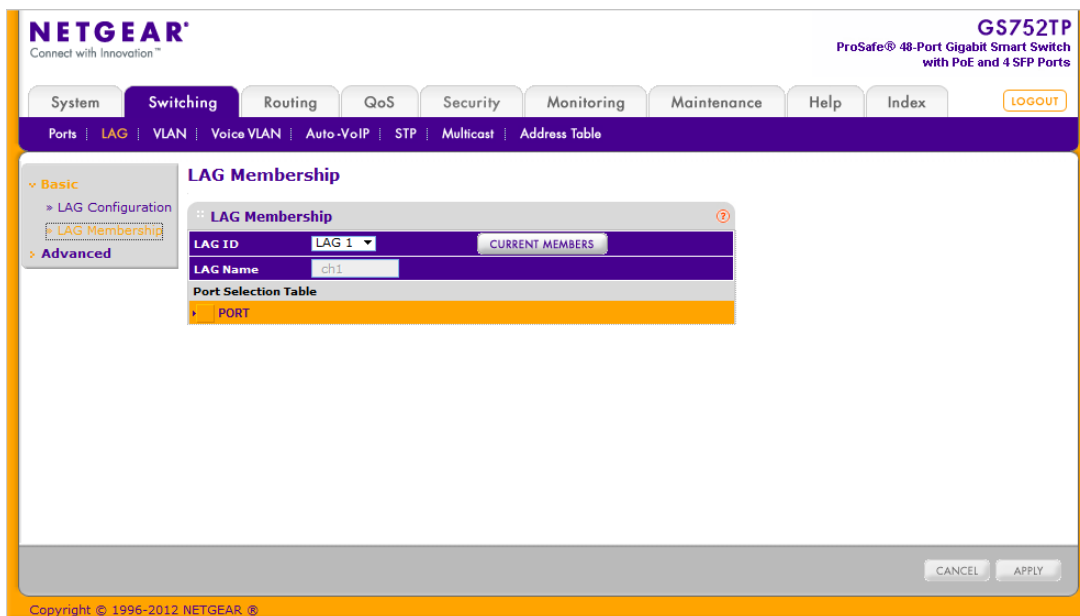 NETGEAR®
Connect with Innovation™
GS752TP
ProSafe® 48-Port Gigabit Smart Switch
with PoE and 4 SFP Ports
System Switching Routing QoS Security Monitoring Maintenance Help Index LOGOUT
Ports | LAG | VLAN | Voice VLAN | Auto-VoIP | STP | Multicast | Address Table
Basic
» LAG Configuration
» LAG Membership
Advanced
LAG Membership
LAG Membership ?
LAG ID LAG 1 CURRENT MEMBERS
LAG Name ch1
Port Selection Table
PORT
CANCEL APPLY
Copyright © 1996-2012 NETGEAR ®